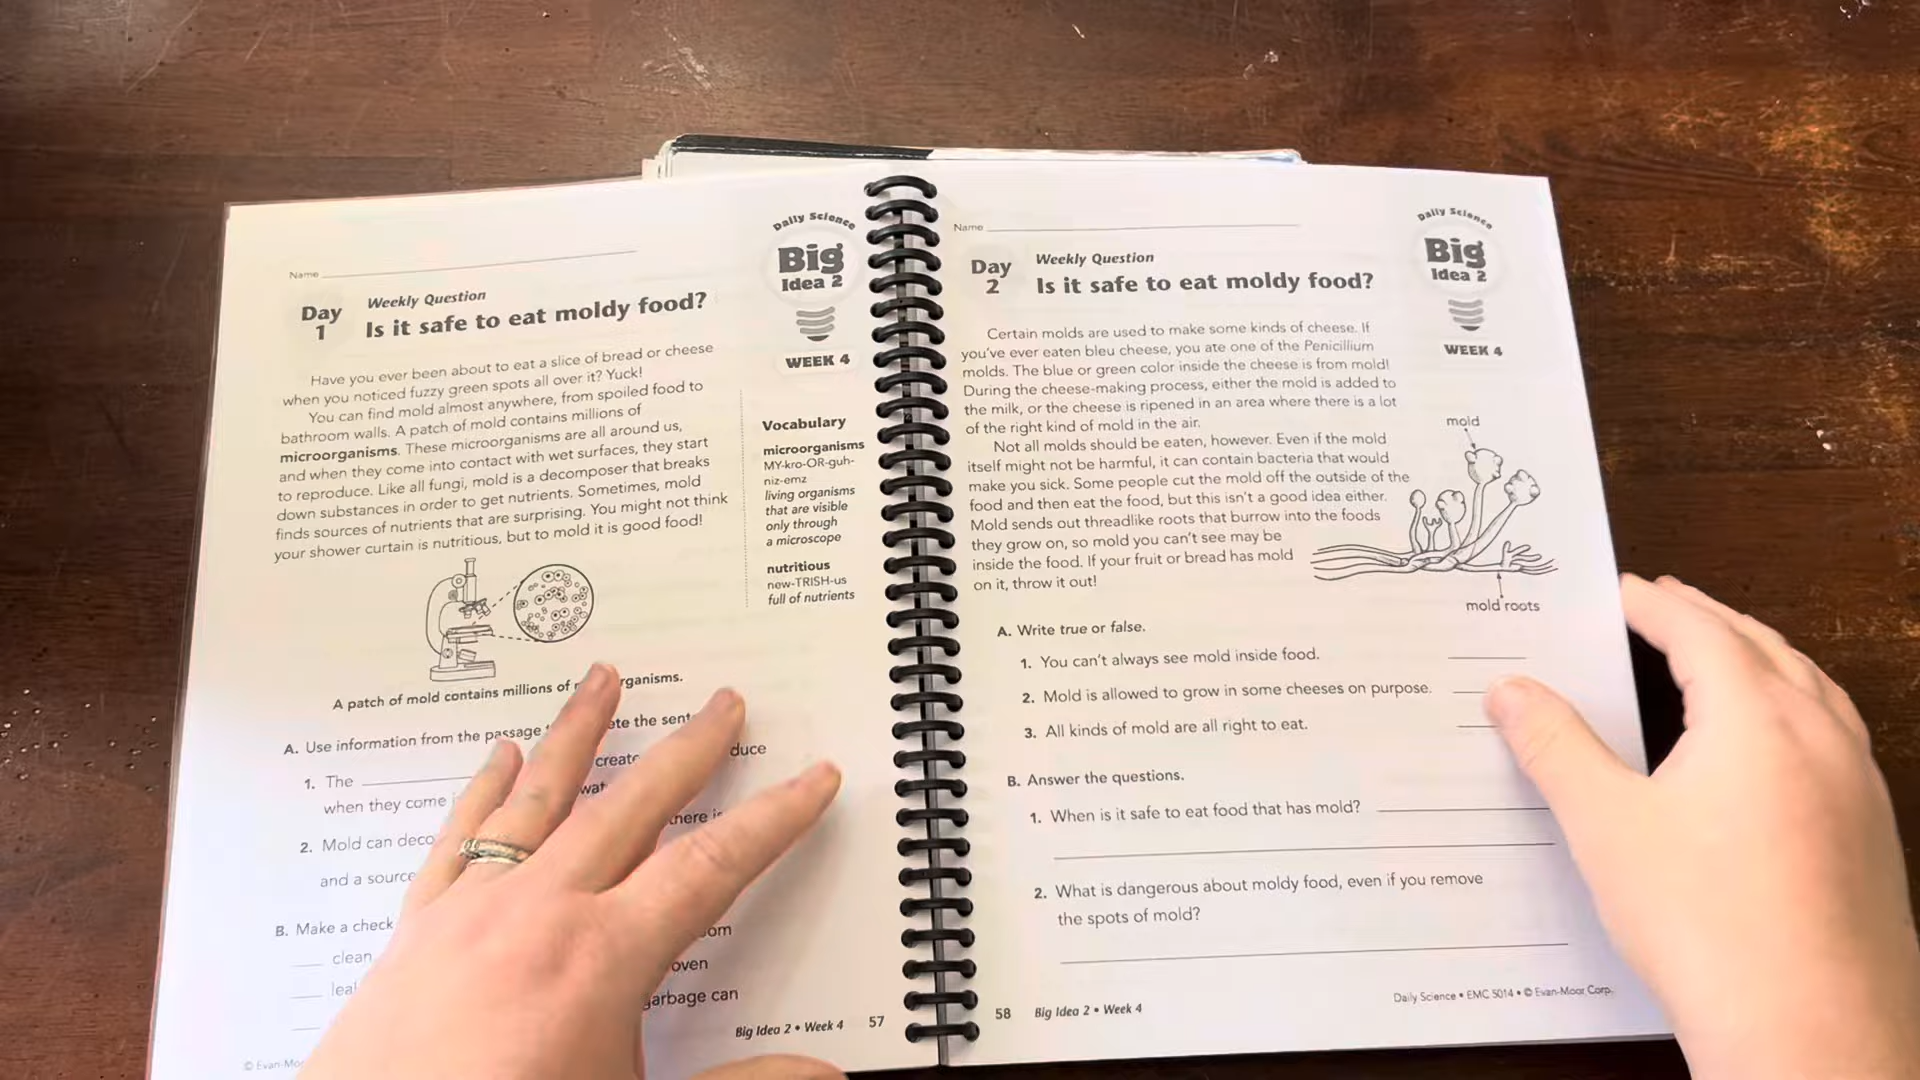 Name
Day
1
Weekly Question
Is it safe to eat moldy food?
Daily Science
Big
Idea 2
WEEK 4
Have you ever been about to eat a slice of bread or cheese
when you noticed fuzzy green spots all over it? Yuck!
You can find mold almost anywhere, from spoiled food to
bathroom walls. A patch of mold contains millions of
microorganisms. These microorganisms are all around us,
and when they come into contact with wet surfaces, they start
to reproduce. Like all fungi, mold is a decomposer that breaks
down substances in order to get nutrients. Sometimes, mold
finds sources of nutrients that are surprising. You might not think
your shower curtain is nutritious, but to mold it is good food!
Vocabulary
microorganisms
MY-kro-OR-guh-
niz-emz
living organisms
that are visible
only through
a microscope
nutritious
new-TRISH-us
full of nutrients
A patch of mold contains millions of rganisms.
A. Use information from the passage ete the sent
1. The create duce
when they come wat
2. Mold can deco here is
and a source
B. Make a check
clean oom
leaf oven
garbage can
Big Idea 2 • Week 4 57
© Evan-Moo
Name
Day
2
Weekly Question
Is it safe to eat moldy food?
Daily Science
Big
Idea 2
WEEK 4
Certain molds are used to make some kinds of cheese. If
you've ever eaten bleu cheese, you ate one of the Penicillium
molds. The blue or green color inside the cheese is from mold!
During the cheese-making process, either the mold is added to
the milk, or the cheese is ripened in an area where there is a lot
of the right kind of mold in the air.
Not all molds should be eaten, however. Even if the mold
itself might not be harmful, it can contain bacteria that would
make you sick. Some people cut the mold off the outside of the
food and then eat the food, but this isn't a good idea either.
Mold sends out threadlike roots that burrow into the foods
they grow on, so mold you can't see may be
inside the food. If your fruit or bread has mold
on it, throw it out!
mold
mold roots
A. Write true or false.
1. You can't always see mold inside food.
2. Mold is allowed to grow in some cheeses on purpose.
3. All kinds of mold are all right to eat.
B. Answer the questions.
1. When is it safe to eat food that has mold?
2. What is dangerous about moldy food, even if you remove
the spots of mold?
58 Big Idea 2 • Week 4
Daily Science • EMC 5014 • © Evan-Moor Corp.